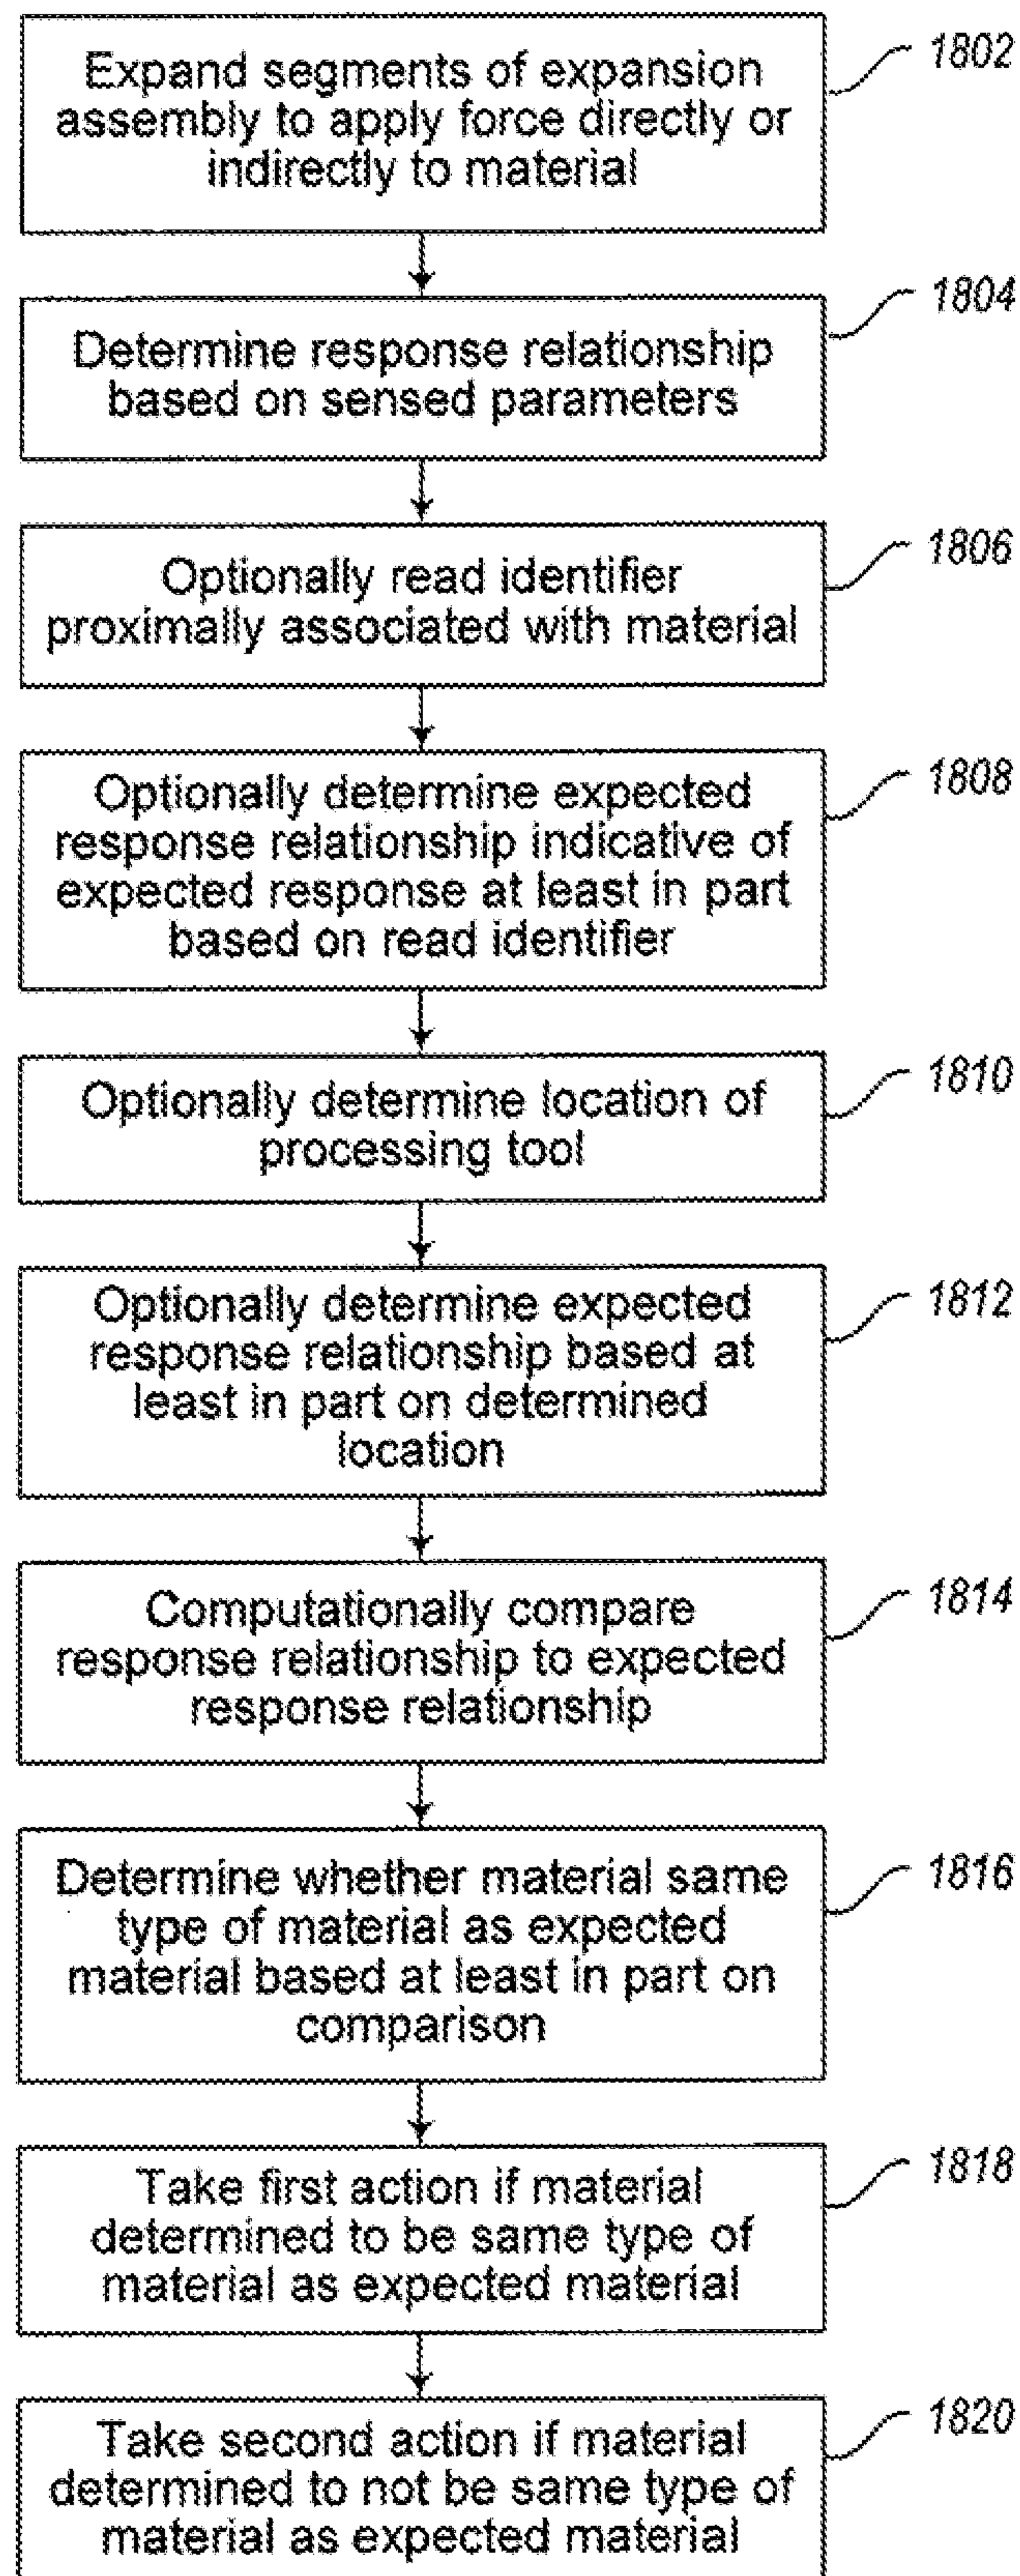 Expand segments of expansion
assembly to apply force directly or
indirectly to material
1802
Determine response relationship
based on sensed parameters
1804
Optionally read identifier
proximally associated with material
1806
Optionally determine expected
response relationship indicative of
expected response at least in part
based on read identifier
1808
Optionally determine location of
processing tool
1810
Optionally determine expected
response relationship based at
least in part on determined
location
1812
Computationally compare
response relationship to expected
response relationship
1814
Determine whether material same
type of material as expected
material based at least in part on
comparison
1816
Take first action if material
determined to be same type of
material as expected material
1818
Take second action if material
determined to not be same type of
material as expected material
1820